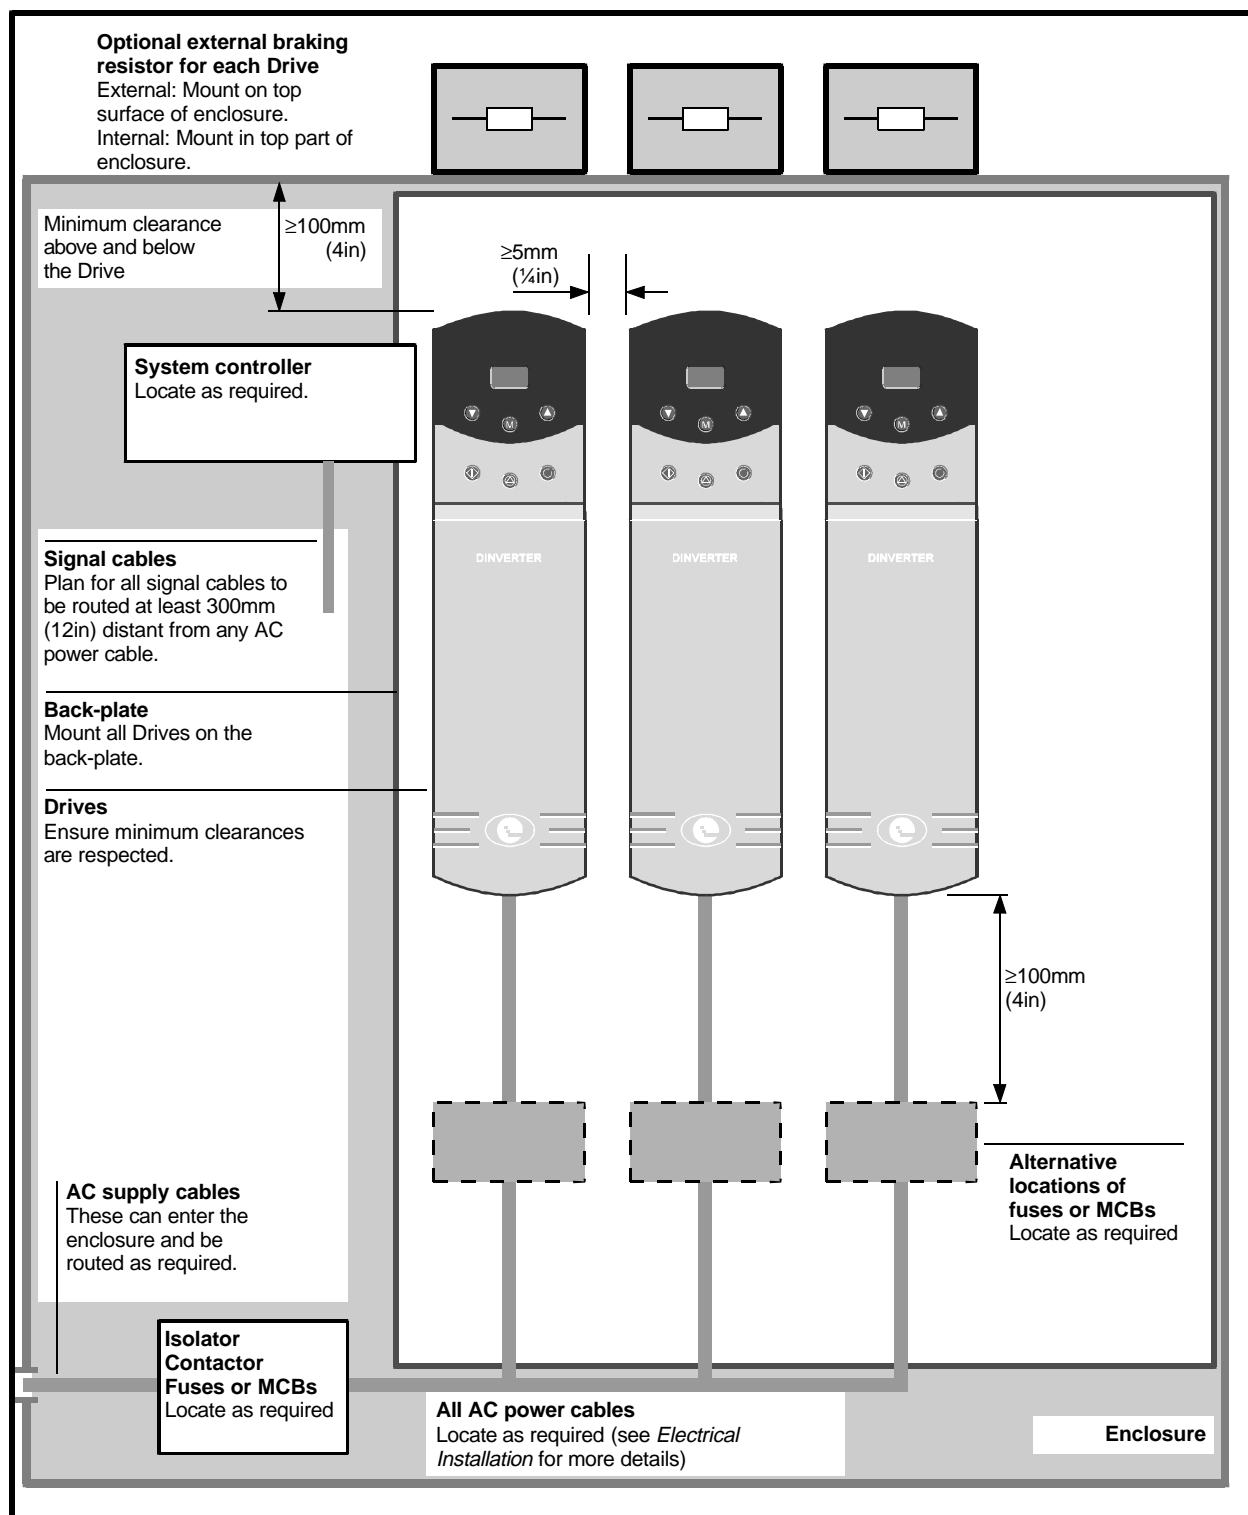 Optional external braking
resistor for each Drive
External: Mount on top
surface of enclosure.
Internal: Mount in top part of
enclosure.
Minimum clearance
above and below
the Drive
≥100mm
(4in)
≥5mm
(¼in)
System controller
Locate as required.
M
M
M
Signal cables
Plan for all signal cables to
be routed at least 300mm
(12in) distant from any AC
power cable.
DINVERTER
DINVERTER
DINVERTER
Back-plate
Mount all Drives on the
back-plate.
Drives
Ensure minimum clearances
are respected.
≥100mm
(4in)
Alternative
locations of
fuses or MCBs
Locate as required
AC supply cables
These can enter the
enclosure and be
routed as required.
Isolator
Contactor
Fuses or MCBs
Locate as required
All AC power cables
Locate as required (see Electrical
Installation for more details)
Enclosure